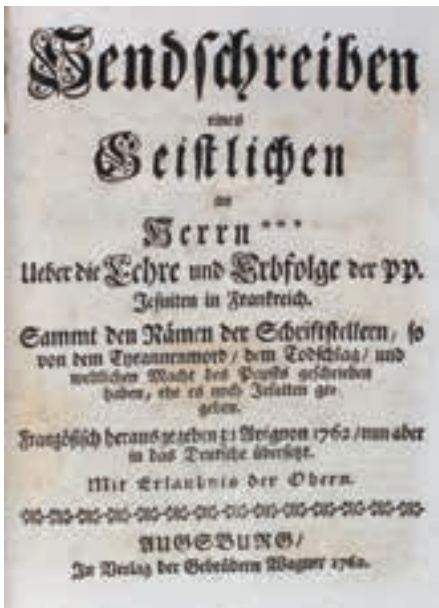 Sendschreiben
eines
Geistlichen
an
Herrn ***
Ueber die Lehre und Erbfolge der PP.
Jesuiten in Frankreich.
Sammt den Nämen der Schriftstellern, so
von dem Tyrannenmord/ dem Todschlag/ und
weltlichen Macht des Pabsts geschrieben
haben, ehe es noch Jesuiten ge-
geben.
Französisch heraus gegeben zu Avignon 1762/ nun aber
in das Deutsche übersetzt.
Mit Erlaubnis der Obern.
AUGSBURG/
In Verlag der Gebrüdern Wagner 1762.